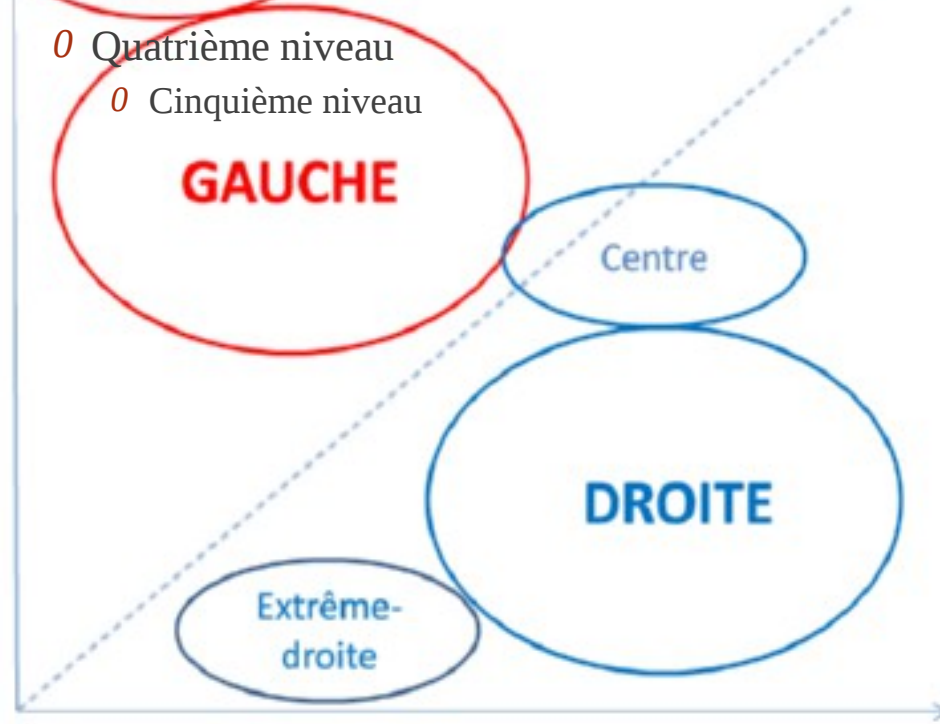 0 Quatrième niveau
0 Cinquième niveau
GAUCHE
Centre
DROITE
Extrême-
droite